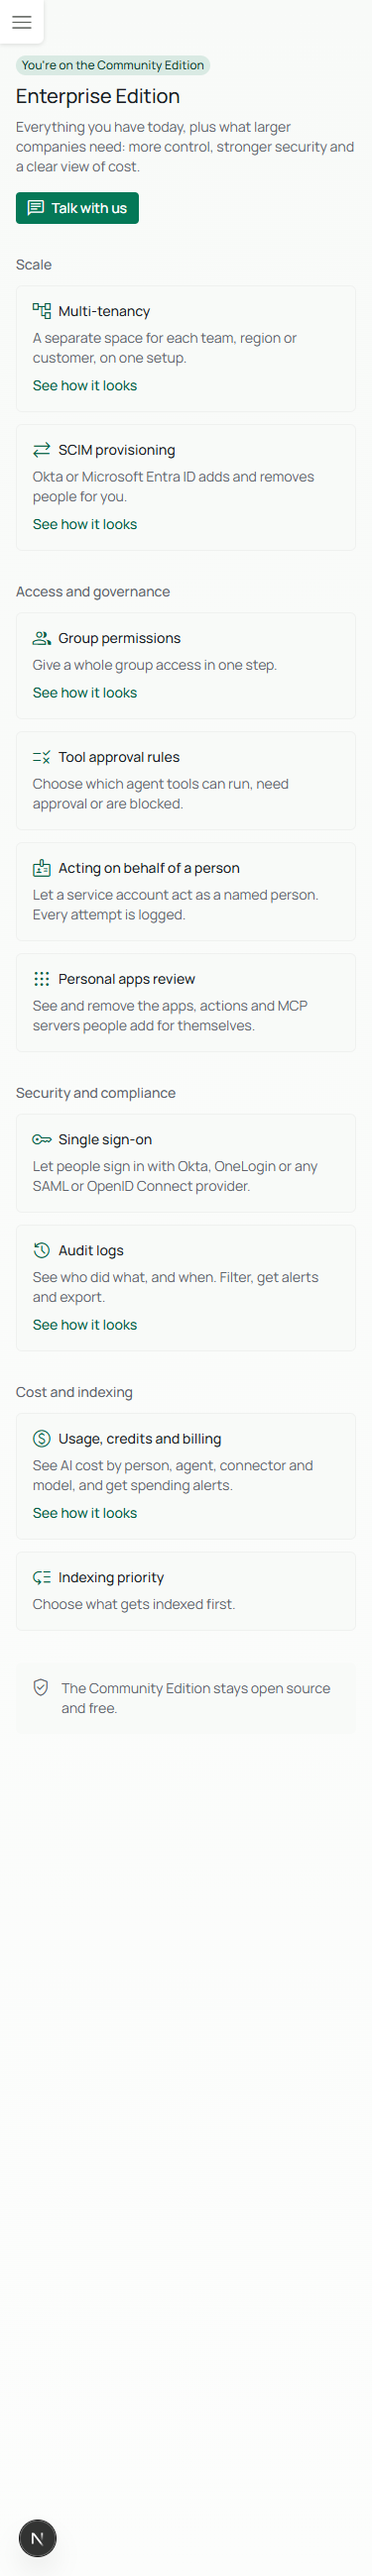 You're on the Community Edition
Enterprise Edition
Everything you have today, plus what larger
companies need: more control, stronger security and
a clear view of cost.
Talk with us
Scale
Multi-tenancy
A separate space for each team, region or
customer, on one setup.
See how it looks
SCIM provisioning
Okta or Microsoft Entra ID adds and removes
people for you.
See how it looks
Access and governance
Group permissions
Give a whole group access in one step.
See how it looks
Tool approval rules
Choose which agent tools can run, need
approval or are blocked.
Acting on behalf of a person
Let a service account act as a named person.
Every attempt is logged.
Personal apps review
See and remove the apps, actions and MCP
servers people add for themselves.
Security and compliance
Single sign-on
Let people sign in with Okta, OneLogin or any
SAML or OpenID Connect provider.
Audit logs
See who did what, and when. Filter, get alerts
and export.
See how it looks
Cost and indexing
Usage, credits and billing
See AI cost by person, agent, connector and
model, and get spending alerts.
See how it looks
Indexing priority
Choose what gets indexed first.
The Community Edition stays open source
and free.
N